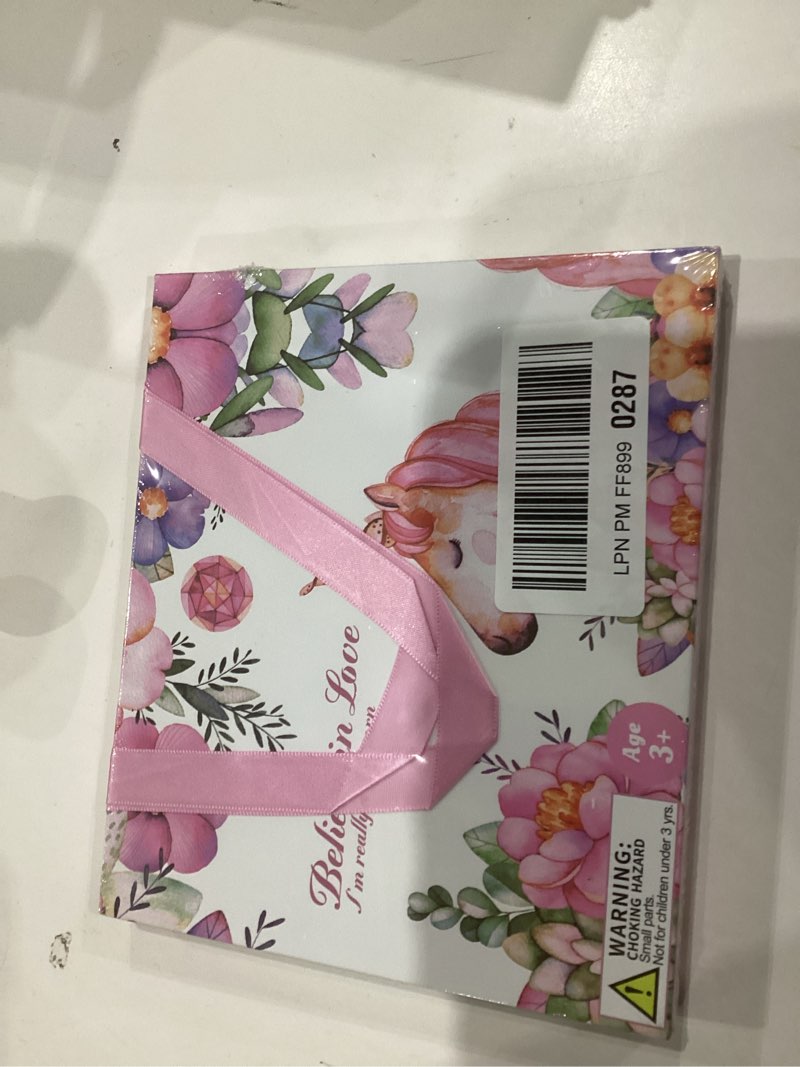 Believe in Love
I'm really
LPN PM FF899 0287
Age
3+
WARNING:
CHOKING HAZARD
Small parts.
Not for children under 3 yrs.